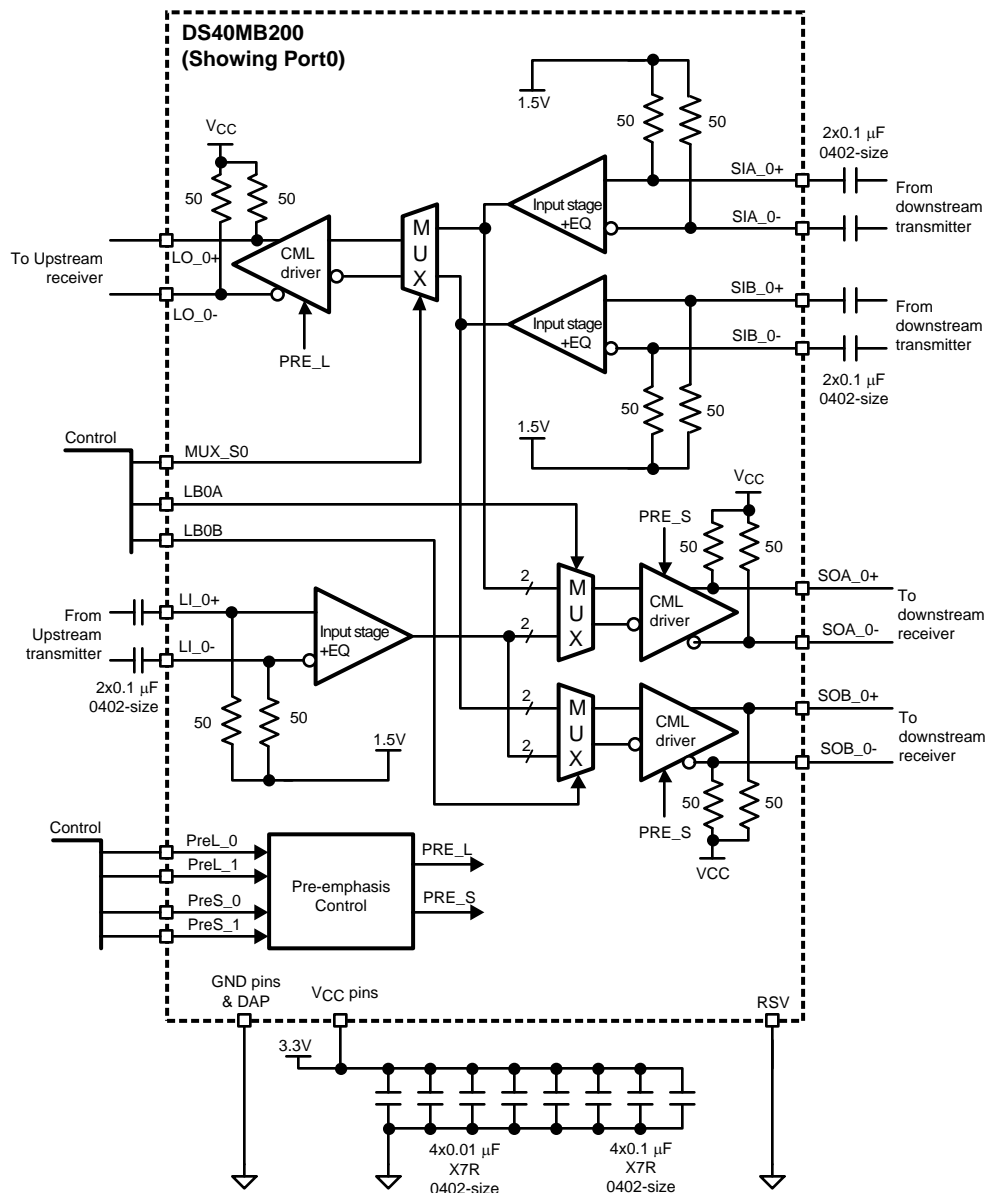 DS40MB200
(Showing Port0)
1.5V
50
50
2x0.1 μF
0402-size
VCC
50
50
SIA_0+
From
downstream
transmitter
Input stage
+EQ
SIA_0-
M
U
X
CML
driver
LO_0+
To Upstream
receiver
LO_0-
PRE_L
SIB_0+
From
downstream
transmitter
Input stage
+EQ
SIB_0-
2x0.1 μF
0402-size
50
50
1.5V
Control
MUX_S0
LB0A
LB0B
VCC
PRE_S
50
50
2
M
U
X
CML
driver
SOA_0+
To
downstream
receiver
SOA_0-
2
LI_0+
From
Upstream
transmitter
LI_0-
Input stage
+EQ
2x0.1 μF
0402-size
50
50
1.5V
2
M
U
X
2
CML
driver
SOB_0+
To
downstream
receiver
SOB_0-
PRE_S
50
50
VCC
Control
PreL_0
PreL_1
PreS_0
PreS_1
Pre-emphasis
Control
PRE_L
PRE_S
GND pins
& DAP
VCC pins
RSV
3.3V
4x0.01 μF
X7R
0402-size
4x0.1 μF
X7R
0402-size